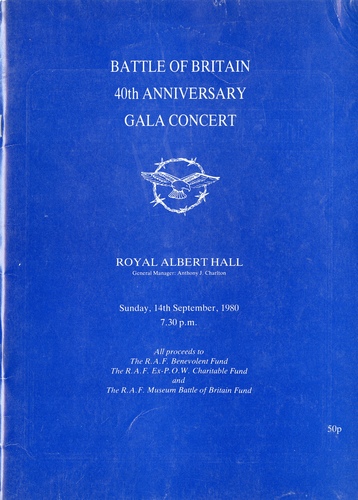 BATTLE OF BRITAIN
40th ANNIVERSARY
GALA CONCERT
ROYAL ALBERT HALL
General Manager: Anthony J. Charlton
Sunday, 14th September, 1980
7.30 p.m.
All proceeds to
The R.A.F. Benevolent Fund
The R.A.F. Ex-P.O.W. Charitable Fund
and
The R.A.F. Museum Battle of Britain Fund
50p